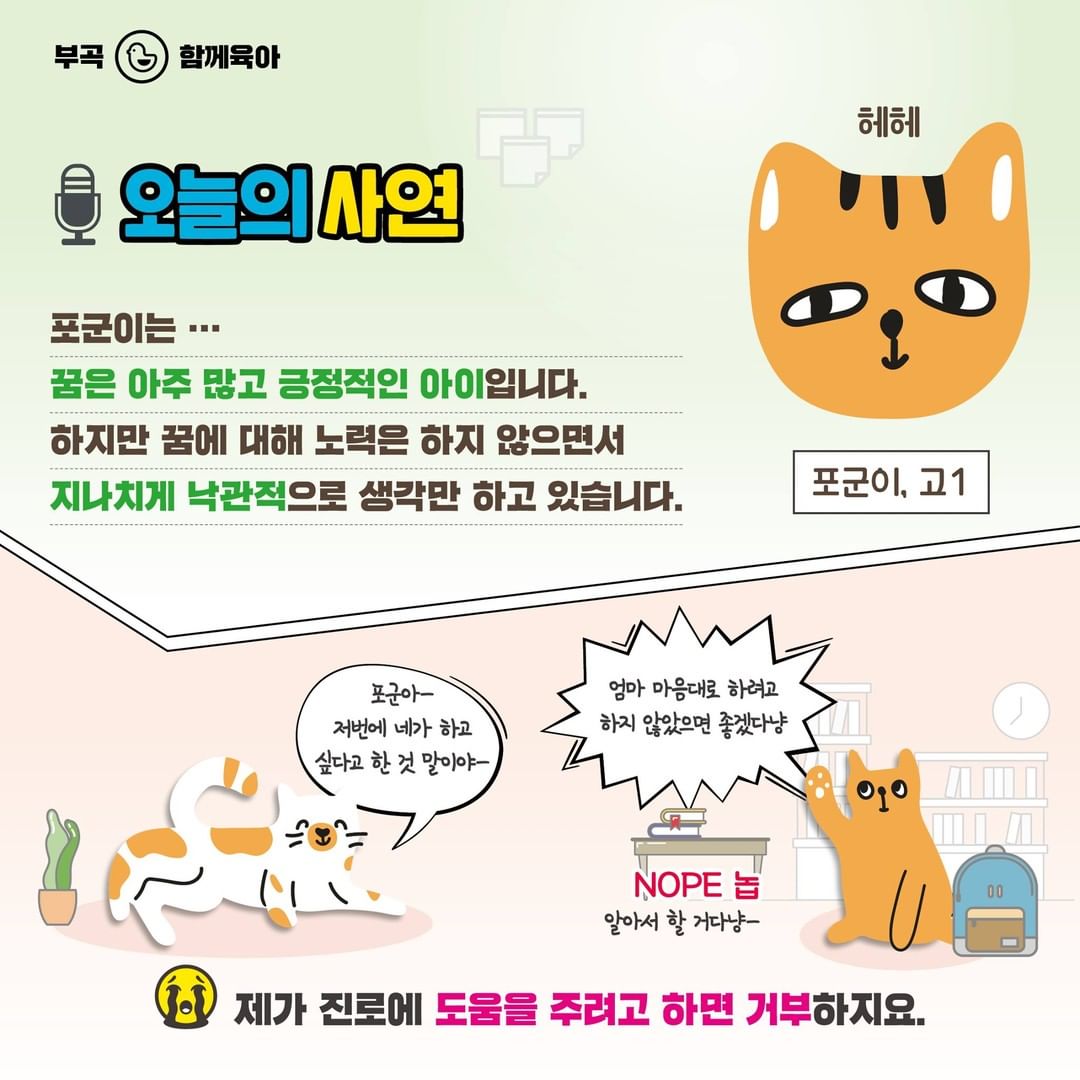 부곡 함께육아
헤헤
오늘의 사연
포군이는 …
꿈은 아주 많고 긍정적인 아이입니다.
하지만 꿈에 대해 노력은 하지 않으면서
지나치게 낙관적으로 생각만 하고 있습니다.
포군이, 고1
포군아-
저번에 네가 하고
싶다고 한 것 말이야-
엄마 마음대로 하려고
하지 않았으면 좋겠다냥
NOPE 놉
알아서 할 거다냥-
제가 진로에 도움을 주려고 하면 거부하지요.